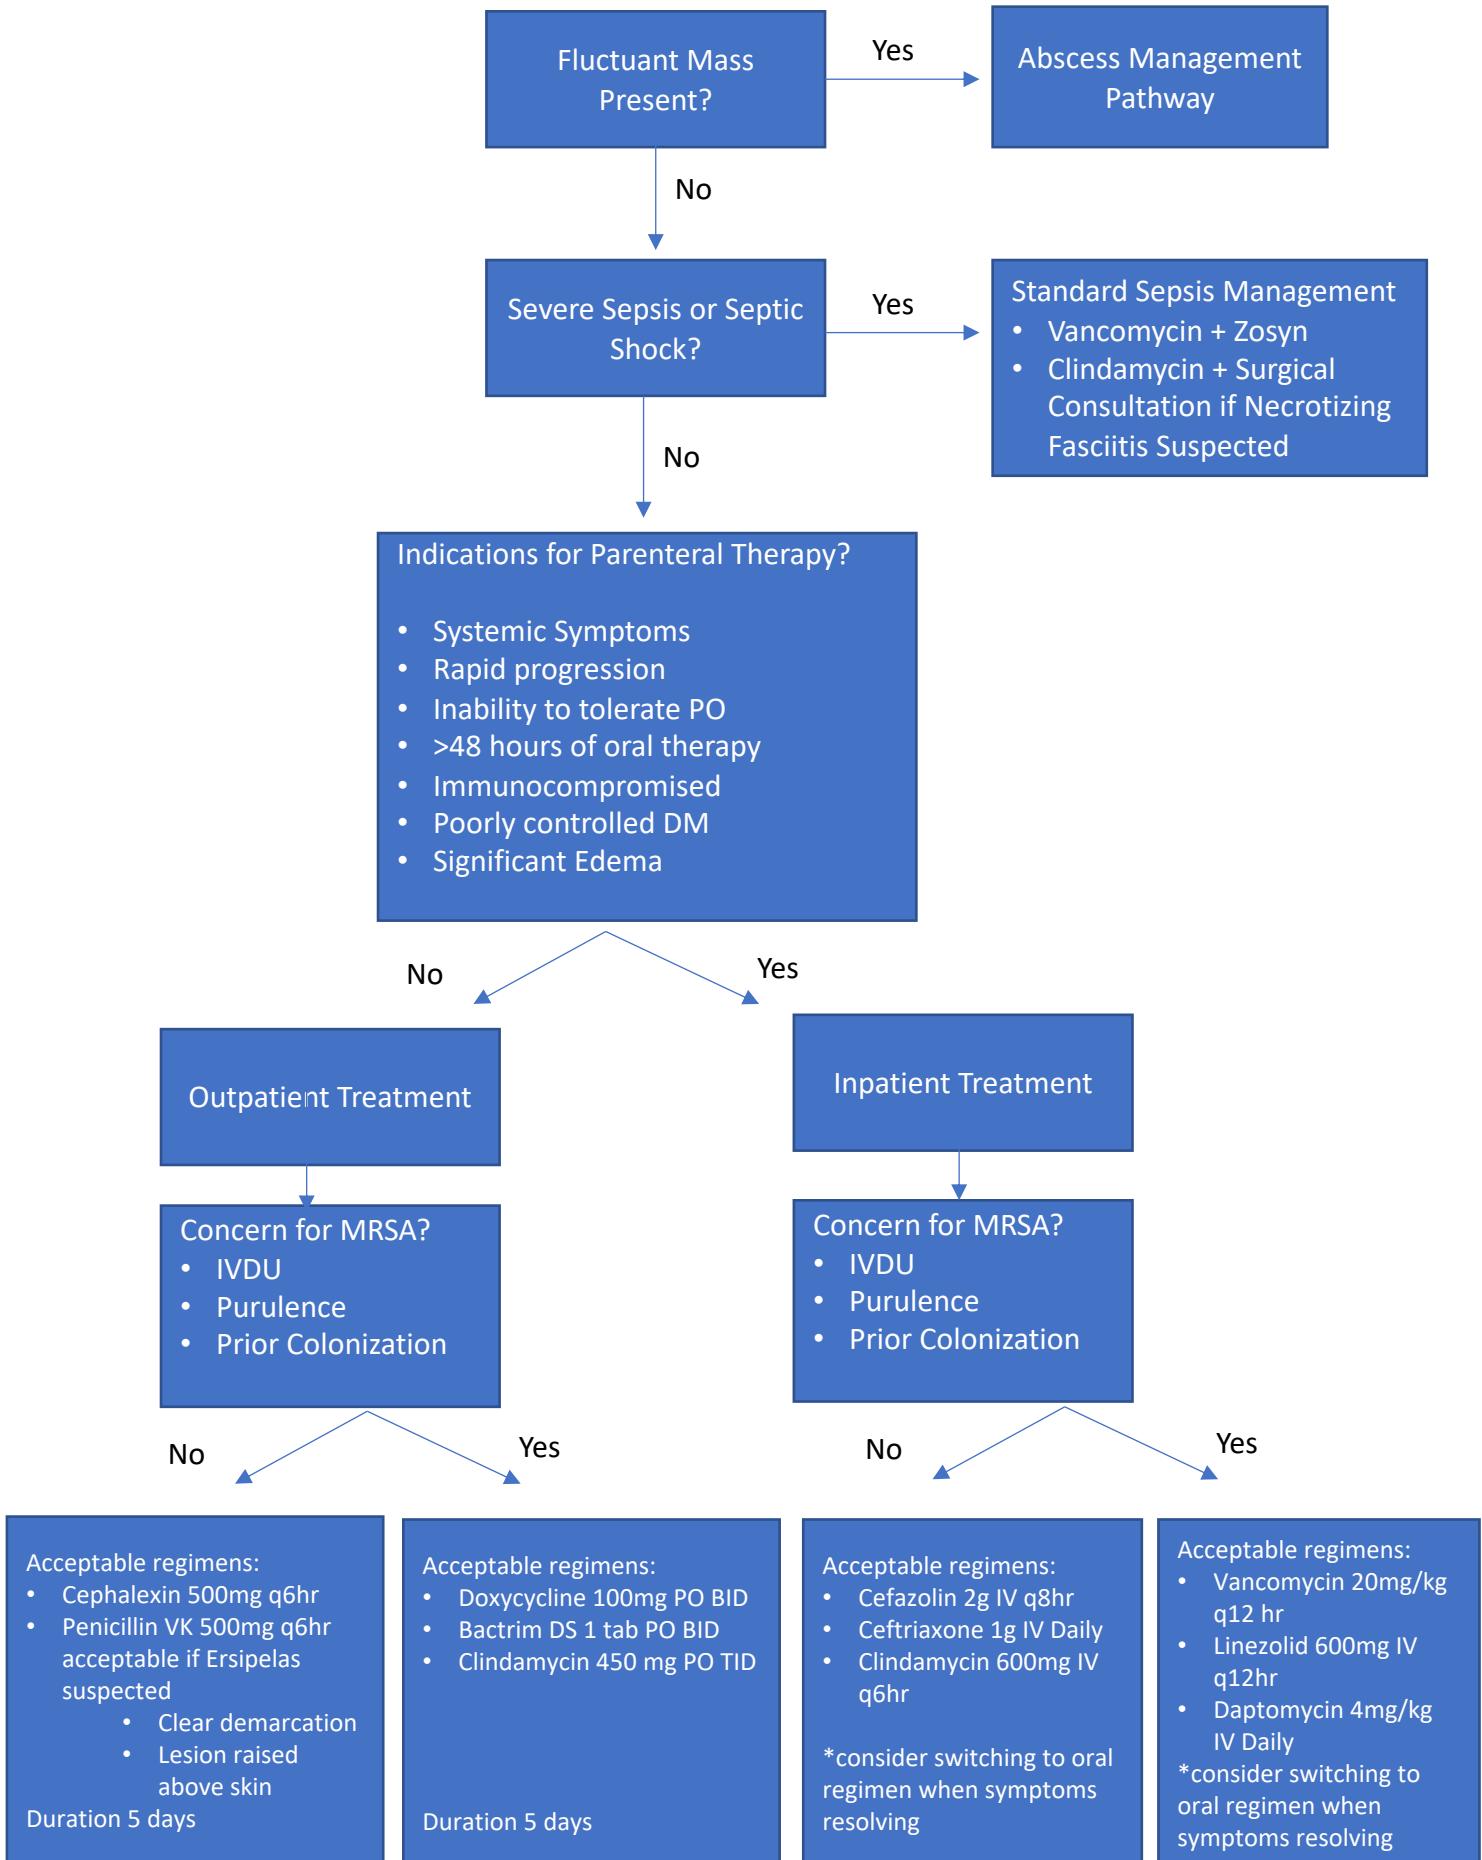 Fluctuant Mass
Present?
Yes
Abscess Management
Pathway
No
Severe Sepsis or Septic
Shock?
Yes
Standard Sepsis Management
• Vancomycin + Zosyn
• Clindamycin + Surgical
Consultation if Necrotizing
Fasciitis Suspected
No
Indications for Parenteral Therapy?
• Systemic Symptoms
• Rapid progression
• Inability to tolerate PO
• >48 hours of oral therapy
• Immunocompromised
• Poorly controlled DM
• Significant Edema
No
Yes
Outpatient Treatment
Inpatient Treatment
Concern for MRSA?
• IVDU
• Purulence
• Prior Colonization
Concern for MRSA?
• IVDU
• Purulence
• Prior Colonization
No
Yes
No
Yes
Acceptable regimens:
• Cephalexin 500mg q6hr
• Penicillin VK 500mg q6hr
acceptable if Ersipelas
suspected
• Clear demarcation
• Lesion raised
above skin
Duration 5 days
Acceptable regimens:
• Doxycycline 100mg PO BID
• Bactrim DS 1 tab PO BID
• Clindamycin 450 mg PO TID
Duration 5 days
Acceptable regimens:
• Cefazolin 2g IV q8hr
• Ceftriaxone 1g IV Daily
• Clindamycin 600mg IV
q6hr
*consider switching to oral
regimen when symptoms
resolving
Acceptable regimens:
• Vancomycin 20mg/kg
q12 hr
• Linezolid 600mg IV
q12hr
• Daptomycin 4mg/kg
IV Daily
*consider switching to
oral regimen when
symptoms resolving